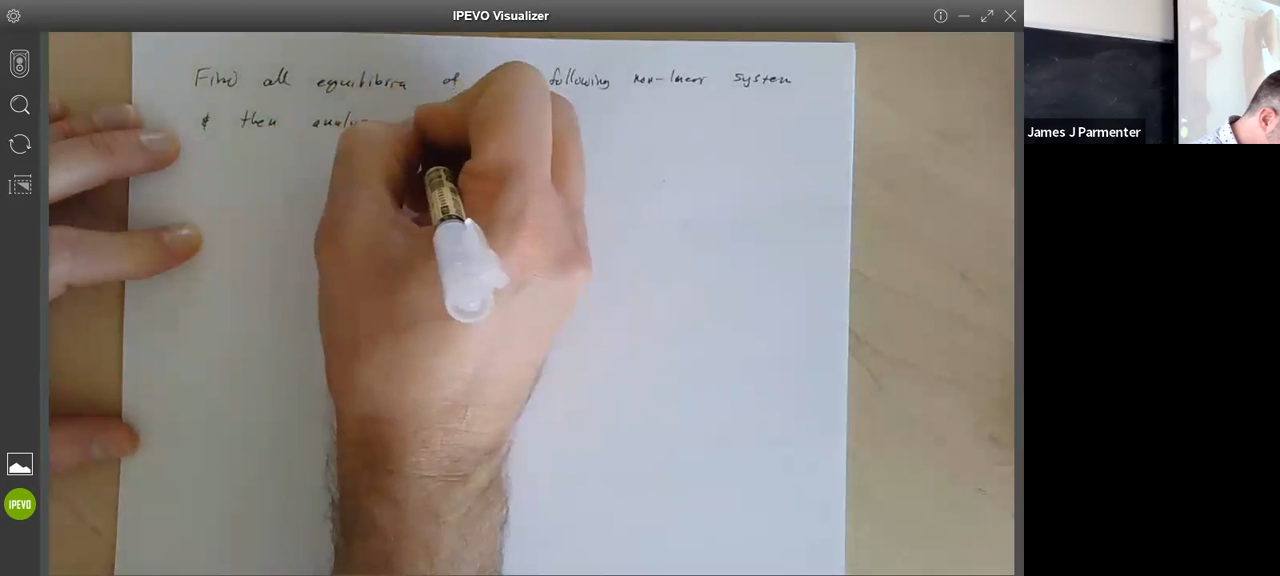 IPEVO Visualizer
Find all equilibria of following non-linear system
& then
James J Parmenter
IPEVO